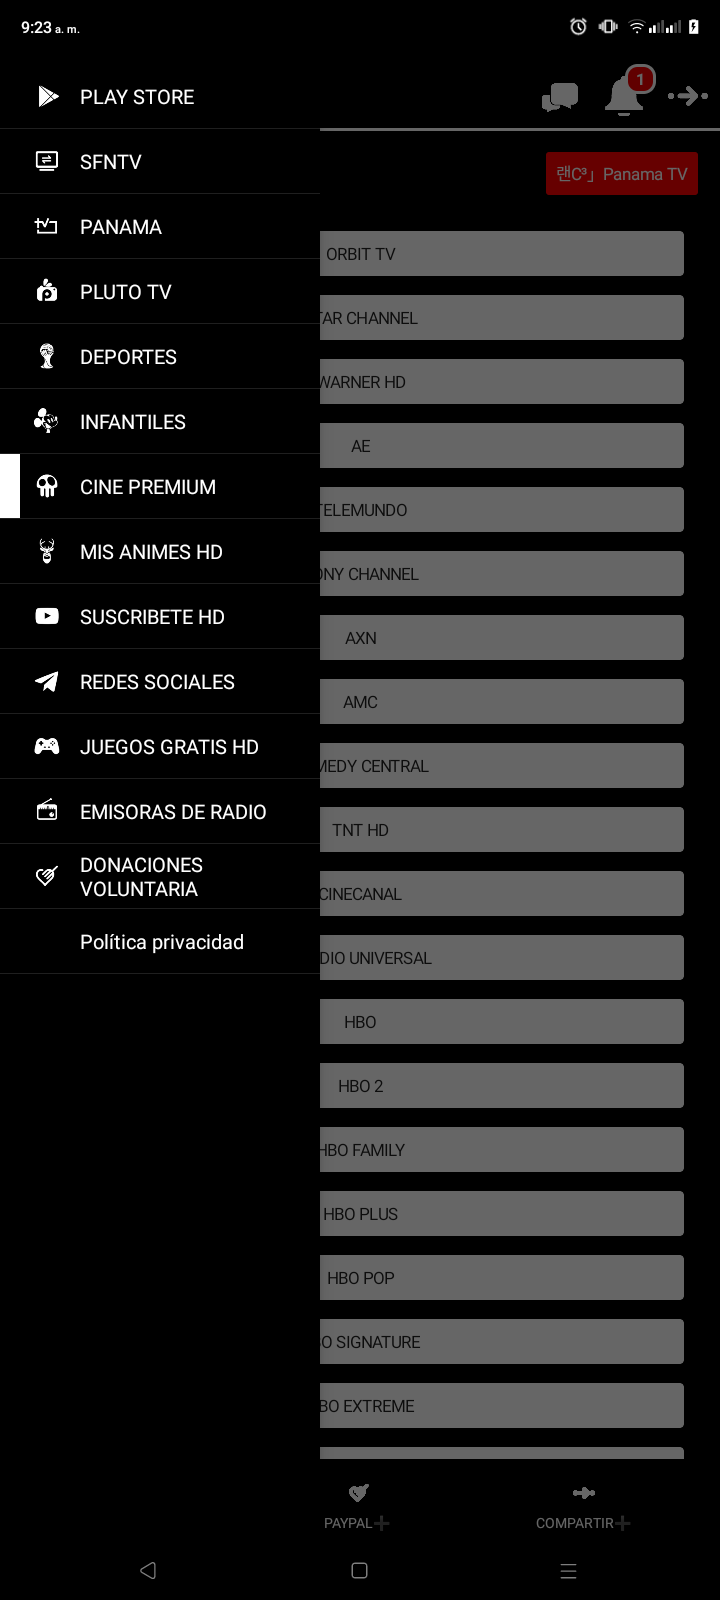 9:23 a. m.
PLAY STORE
1
SFNTV
랜C³」Panama TV
PANAMA
ORBIT TV
PLUTO TV
TAR CHANNEL
DEPORTES
WARNER HD
INFANTILES
AE
CINE PREMIUM
TELEMUNDO
MIS ANIMES HD
ONY CHANNEL
SUSCRIBETE HD
AXN
REDES SOCIALES
AMC
JUEGOS GRATIS HD
MEDY CENTRAL
EMISORAS DE RADIO
TNT HD
DONACIONES
VOLUNTARIA
CINECANAL
Política privacidad
DIO UNIVERSAL
HBO
HBO 2
HBO FAMILY
HBO PLUS
HBO POP
BO SIGNATURE
BO EXTREME
PAYPAL➕
COMPARTIR➕